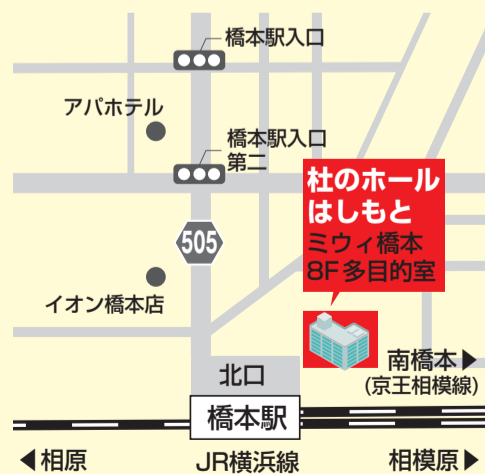 橋本駅入口
アパホテル
橋本駅入口
第二
杜のホール
はしもと
ミウィ橋本
8F多目的室
505
イオン橋本店
北口
南橋本▶
(京王相模線)
橋本駅
◀相原
JR横浜線
相模原▶